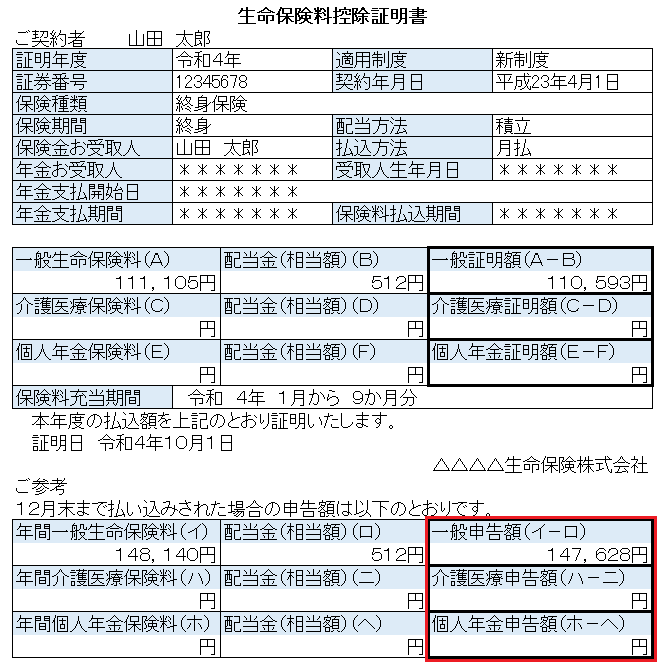 生命保険料控除証明書
ご契約者　山田　太郎
証明年度 令和4年 適用制度 新制度
証券番号 12345678 契約年月日 平成23年4月1日
保険種類 終身保険
保険期間 終身 配当方法 積立
保険金お受取人 山田　太郎 払込方法 月払
年金お受取人 ＊＊＊＊＊＊＊ 受取人生年月日 ＊＊＊＊＊＊＊
年金支払開始日 ＊＊＊＊＊＊＊
年金支払期間 ＊＊＊＊＊＊＊ 保険料払込期間 ＊＊＊＊＊＊＊
一般生命保険料(A) 配当金(相当額)(B) 一般証明額(A－B)
111,105円 512円 110,593円
介護医療保険料(C) 配当金(相当額)(D) 介護医療証明額(C－D)
円 円 円
個人年金保険料(E) 配当金(相当額)(F) 個人年金証明額(E－F)
円 円 円
保険料充当期間 令和　4年　1月から　9か月分
本年度の払込額を上記のとおり証明いたします。
証明日　令和4年10月1日
△△△△生命保険株式会社
ご参考
12月末まで払い込みされた場合の申告額は以下のとおりです。
年間一般生命保険料(イ) 配当金(相当額)(ロ) 一般申告額(イ－ロ)
148,140円 512円 147,628円
年間介護医療保険料(ハ) 配当金(相当額)(ニ) 介護医療申告額(ハ－ニ)
円 円 円
年間個人年金保険料(ホ) 配当金(相当額)(ヘ) 個人年金申告額(ホ－ヘ)
円 円 円